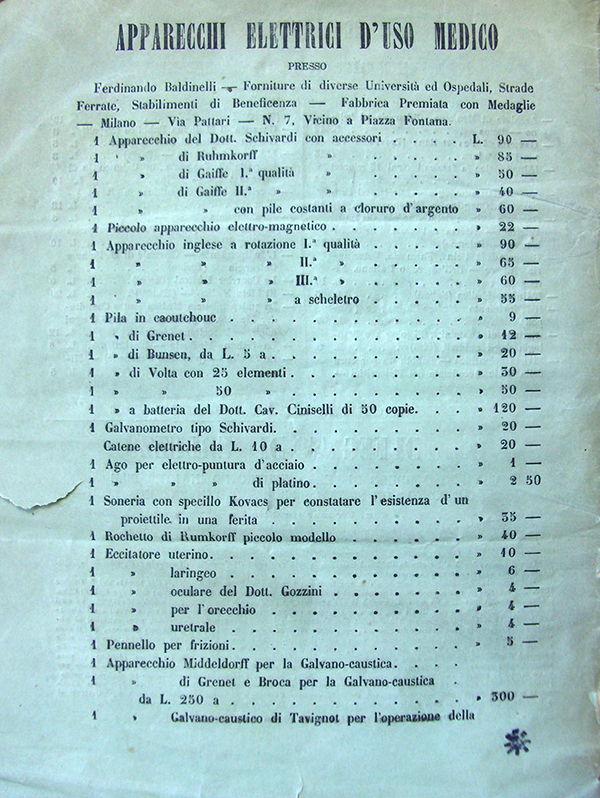 APPARECCHI ELETTRICI D'USO MEDICO
PRESSO
Ferdinando Baldinelli — Forniture di diverse Università ed Ospedali, Strade
Ferrate, Stabilimenti di Beneficenza — Fabbrica Premiata con Medaglie
— Milano — Via Pattari — N. 7, Vicino a Piazza Fontana.
1 Apparecchio del Dott. Schivardi con accessori . . . . L. 90 —
1 » » di Ruhmkorff » . . . . . » 85 —
1 » » di Gaiffe I.ª qualità » . . . . . » 50 —
1 » » di Gaiffe II.ª » » . . . . . » 40 —
1 » » con pile costanti a cloruro d'argento » 60 —
1 Piccolo apparecchio elettro-magnetico . . . . . . » 22 —
1 Apparecchio inglese a rotazione I.ª qualità . . . . . » 90 —
1 » » » II.ª » . . . . . » 65 —
1 » » » III.ª » . . . . . » 60 —
1 » » » a scheletro . . . . . » 55 —
1 Pila in caoutchouc . . . . . . . . . . . » 9 —
1 » di Grenet . . . . . . . . . . . . » 12 —
1 » di Bunsen, da L. 5 a . . . . . . . . . » 20 —
1 » di Volta con 25 elementi . . . . . . . . » 30 —
1 » » 50 » . . . . . . . . » 50 —
1 » a batteria del Dott. Cav. Ciniselli di 50 copie. . . . » 120 —
1 Galvanometro tipo Schivardi. . . . . . . . . » 20 —
Catene elettriche da L. 10 a . . . . . . . . » 20 —
1 Ago per elettro-puntura d'acciaio . . . . . . . » 1 —
1 » » » di platino . . . . . . . » 2 50
1 Soneria con specillo Kovacs per constatare l'esistenza d'un
proiettile in una ferita . . . . . . . . . » 35 —
1 Rochetto di Rumkorff piccolo modello . . . . . . » 40 —
1 Eccitatore uterino . . . . . . . . . . . » 10 —
1 » laringeo . . . . . . . . . . » 6 —
1 » oculare del Dott. Gozzini . . . . . . » 4 —
1 » per l'orecchio . . . . . . . . . » 4 —
1 » uretrale . . . . . . . . . . » 4 —
1 Pennello per frizioni . . . . . . . . . . » 5 —
1 Apparecchio Middeldorff per la Galvano-caustica . . . .
1 » di Grenet e Broca per la Galvano-caustica .
da L. 250 a . . . . . . . . . . » 300 —
1 » Galvano-caustico di Tavignot per l'operazione della